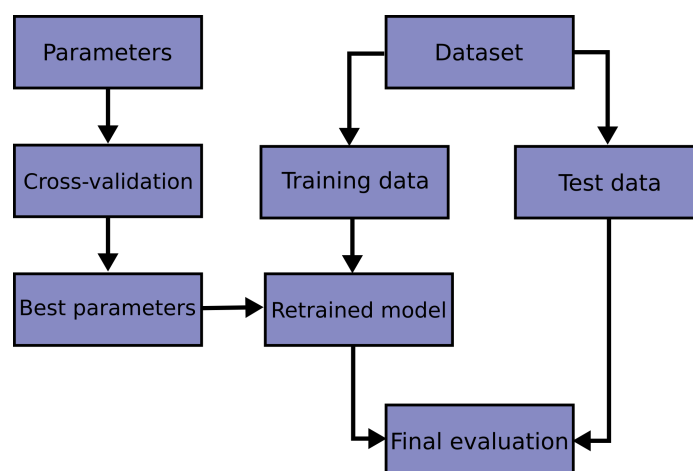 Parameters
Dataset
Cross-validation
Training data
Test data
Best parameters
Retrained model
Final evaluation